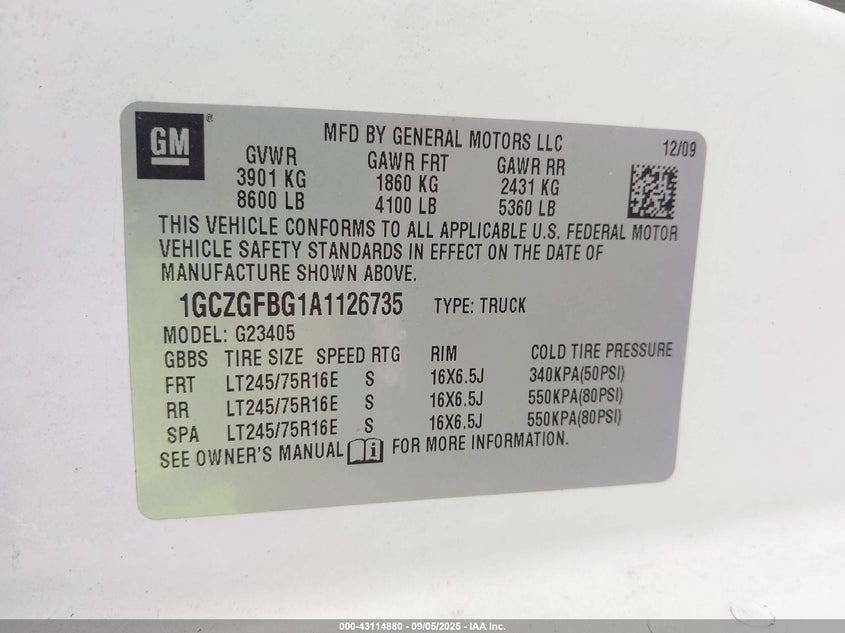 GM®
MFD BY GENERAL MOTORS LLC 12/09
GVWR GAWR FRT GAWR RR
3901 KG 1860 KG 2431 KG
8600 LB 4100 LB 5360 LB
THIS VEHICLE CONFORMS TO ALL APPLICABLE U.S. FEDERAL MOTOR
VEHICLE SAFETY STANDARDS IN EFFECT ON THE DATE OF
MANUFACTURE SHOWN ABOVE.
1GCZGFBG1A1126735 TYPE: TRUCK
MODEL: G23405
GBBS TIRE SIZE SPEED RTG RIM COLD TIRE PRESSURE
FRT LT245/75R16E S 16X6.5J 340KPA(50PSI)
RR LT245/75R16E S 16X6.5J 550KPA(80PSI)
SPA LT245/75R16E S 16X6.5J 550KPA(80PSI)
SEE OWNER'S MANUAL i FOR MORE INFORMATION.
000-43114880 - 09/05/2025 - IAA Inc.